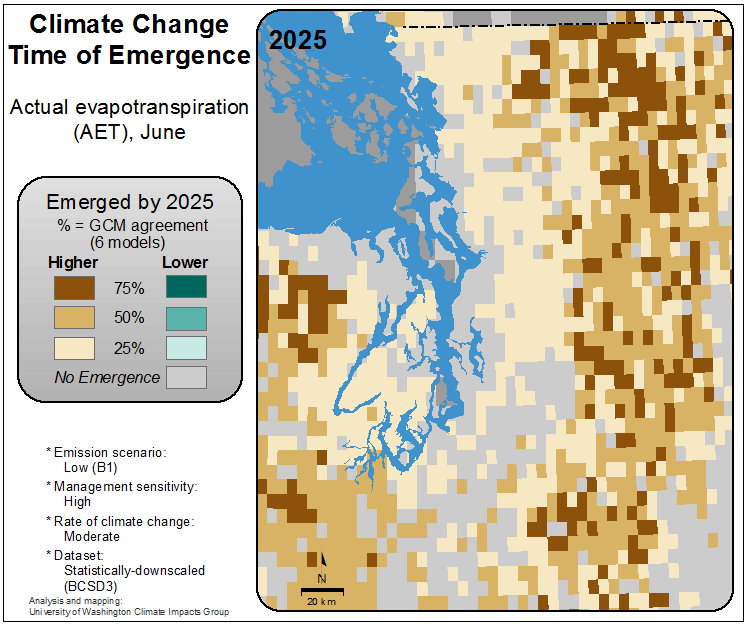 Climate Change
Time of Emergence
Actual evapotranspiration
(AET), June
Emerged by 2025
% = GCM agreement
(6 models)
Higher Lower
75%
50%
25%
No Emergence
* Emission scenario:
Low (B1)
* Management sensitivity:
High
* Rate of climate change:
Moderate
* Dataset:
Statistically-downscaled
(BCSD3)
Analysis and mapping:
University of Washington Climate Impacts Group
2025
N
20 km